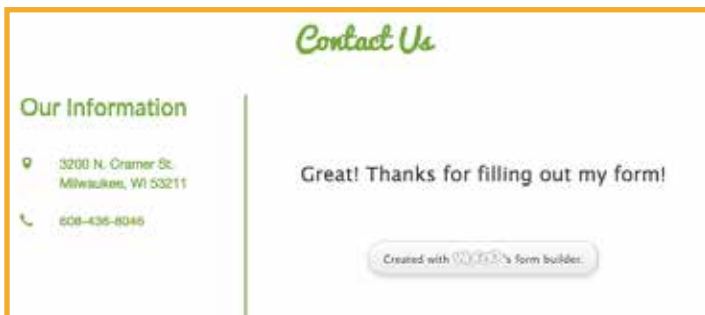 Contact Us
Our Information
3200 N. Cramer St.
Milwaukee, WI 53211
608-436-8046
Great! Thanks for filling out my form!
Created with 's form builder.